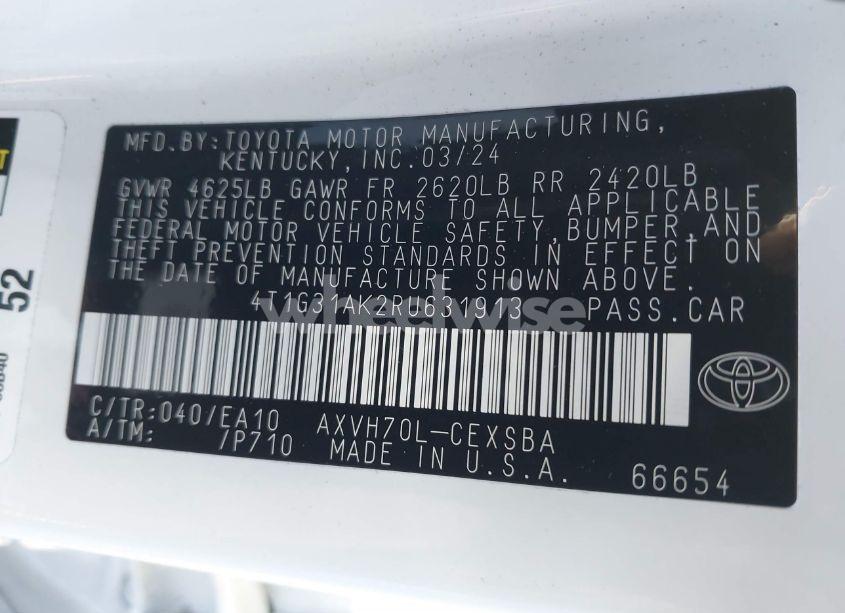 MFD. BY: TOYOTA MOTOR MANUFACTURING,
KENTUCKY, INC. 03/24
GVWR 4625LB GAWR FR 2620LB RR 2420LB
THIS VEHICLE CONFORMS TO ALL APPLICABLE
FEDERAL MOTOR VEHICLE SAFETY, BUMPER, AND
THEFT PREVENTION STANDARDS IN EFFECT ON
THE DATE OF MANUFACTURE SHOWN ABOVE.
4T1G31AK2RU631913 PASS. CAR
wheelwise
C/TR: 040/EA10 AXVH70L-CEXSBA
A/TM: /P710 MADE IN U.S.A.
66654
52